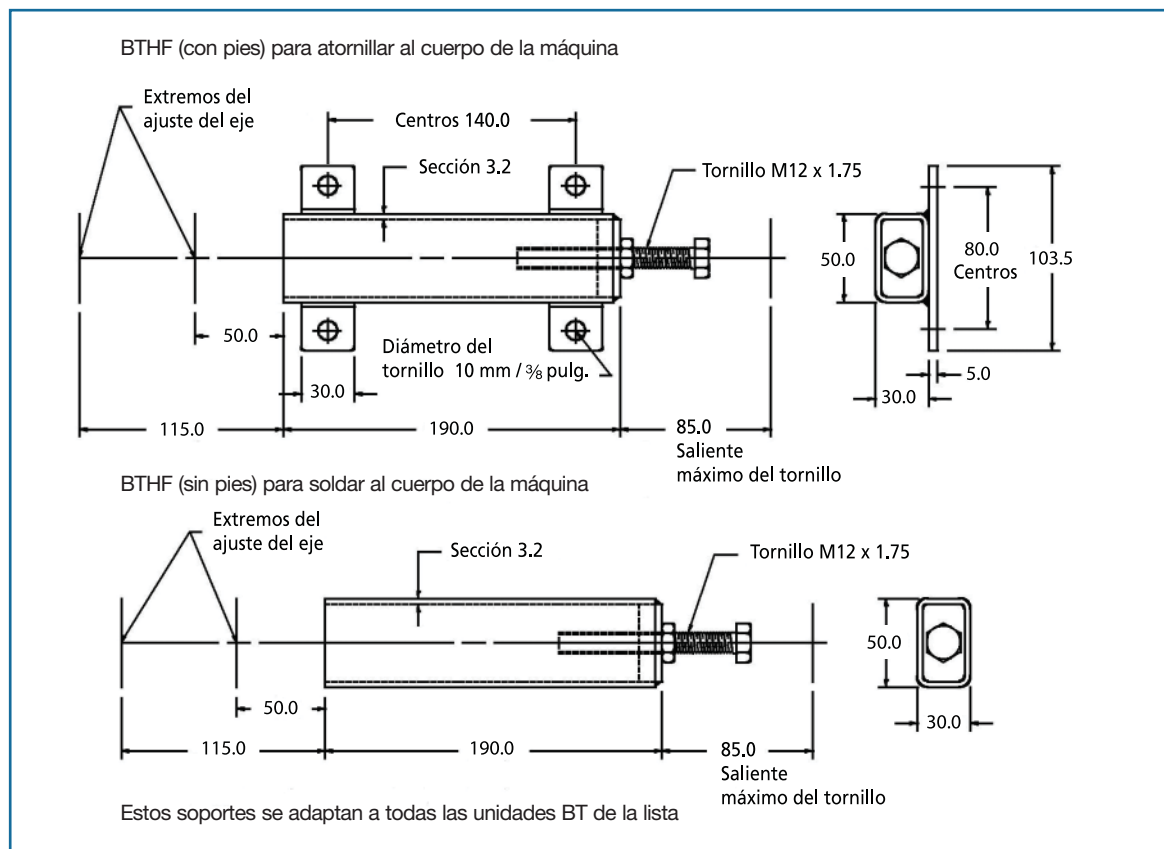 BTHF (con pies) para atornillar al cuerpo de la máquina
Extremos del
ajuste del eje
Centros 140.0
Sección 3.2
Tornillo M12 x 1.75
50.0
80.0
Centros
103.5
50.0
Diámetro del
tornillo 10 mm / ⅜ pulg.
30.0
5.0
30.0
115.0
190.0
85.0
Saliente
máximo del tornillo
BTHF (sin pies) para soldar al cuerpo de la máquina
Extremos del
ajuste del eje
Sección 3.2
Tornillo M12 x 1.75
50.0
50.0
30.0
115.0
190.0
85.0
Saliente
máximo del tornillo
Estos soportes se adaptan a todas las unidades BT de la lista